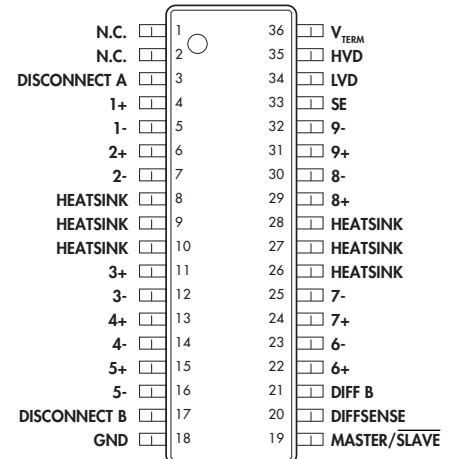 N.C. 1 36 VTERM
N.C. 2 35 HVD
DISCONNECT A 3 34 LVD
1+ 4 33 SE
1- 5 32 9-
2+ 6 31 9+
2- 7 30 8-
HEATSINK 8 29 8+
HEATSINK 9 28 HEATSINK
HEATSINK 10 27 HEATSINK
3+ 11 26 HEATSINK
3- 12 25 7-
4+ 13 24 7+
4- 14 23 6-
5+ 15 22 6+
5- 16 21 DIFF B
DISCONNECT B 17 20 DIFFSENSE
GND 18 19 MASTER/SLAVE